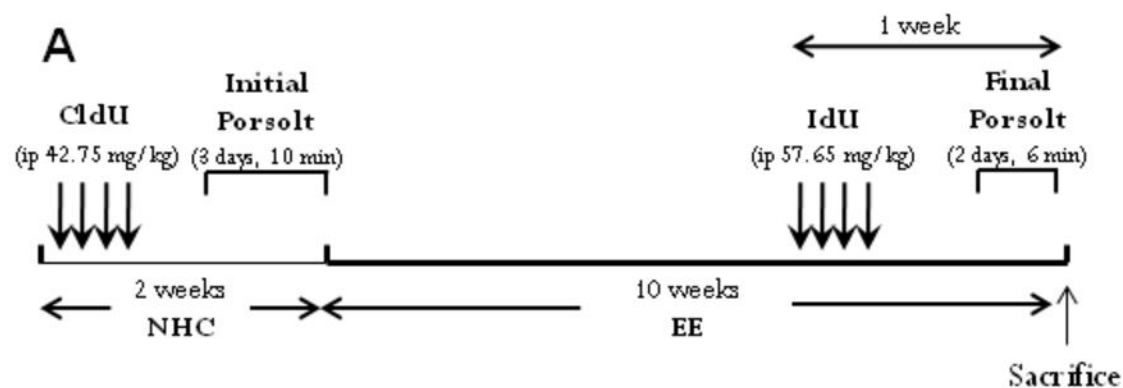 A
1 week
CldU
(ip 42.75 mg/kg)
Initial
Porsolt
(3 days, 10 min)
IdU
(ip 57.65 mg/kg)
Final
Porsolt
(2 days, 6 min)
2 weeks
NHC
10 weeks
EE
Sacrifice